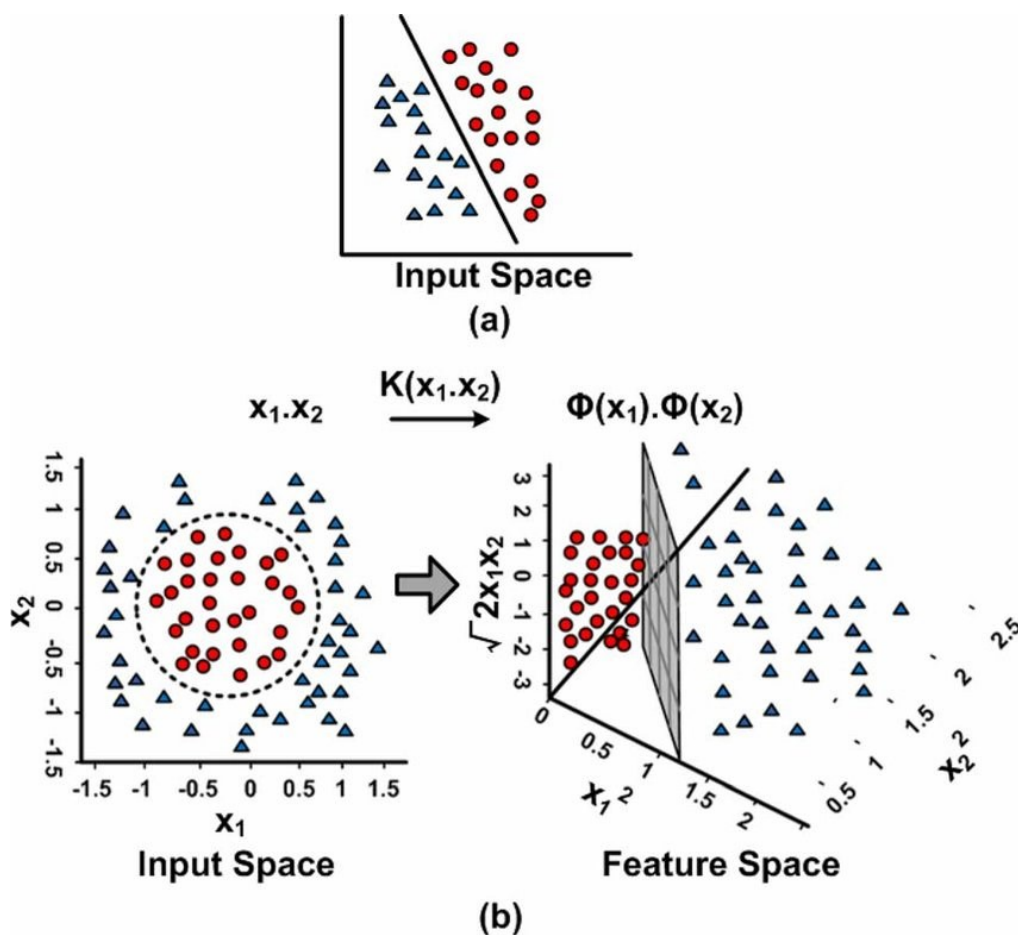 Input Space
(a)
K(x₁.x₂)
x₁.x₂
Φ(x₁).Φ(x₂)
x₂
1.5
1
0.5
0
-0.5
-1
-1.5
-1.5 -1 -0.5 0 0.5 1 1.5
x₁
Input Space
√2x₁x₂
3
2
1
0
-1
-2
-3
0 0.5 1 1.5 2
x₁²
0.5 1 1.5 2 2.5
x₂²
Feature Space
(b)